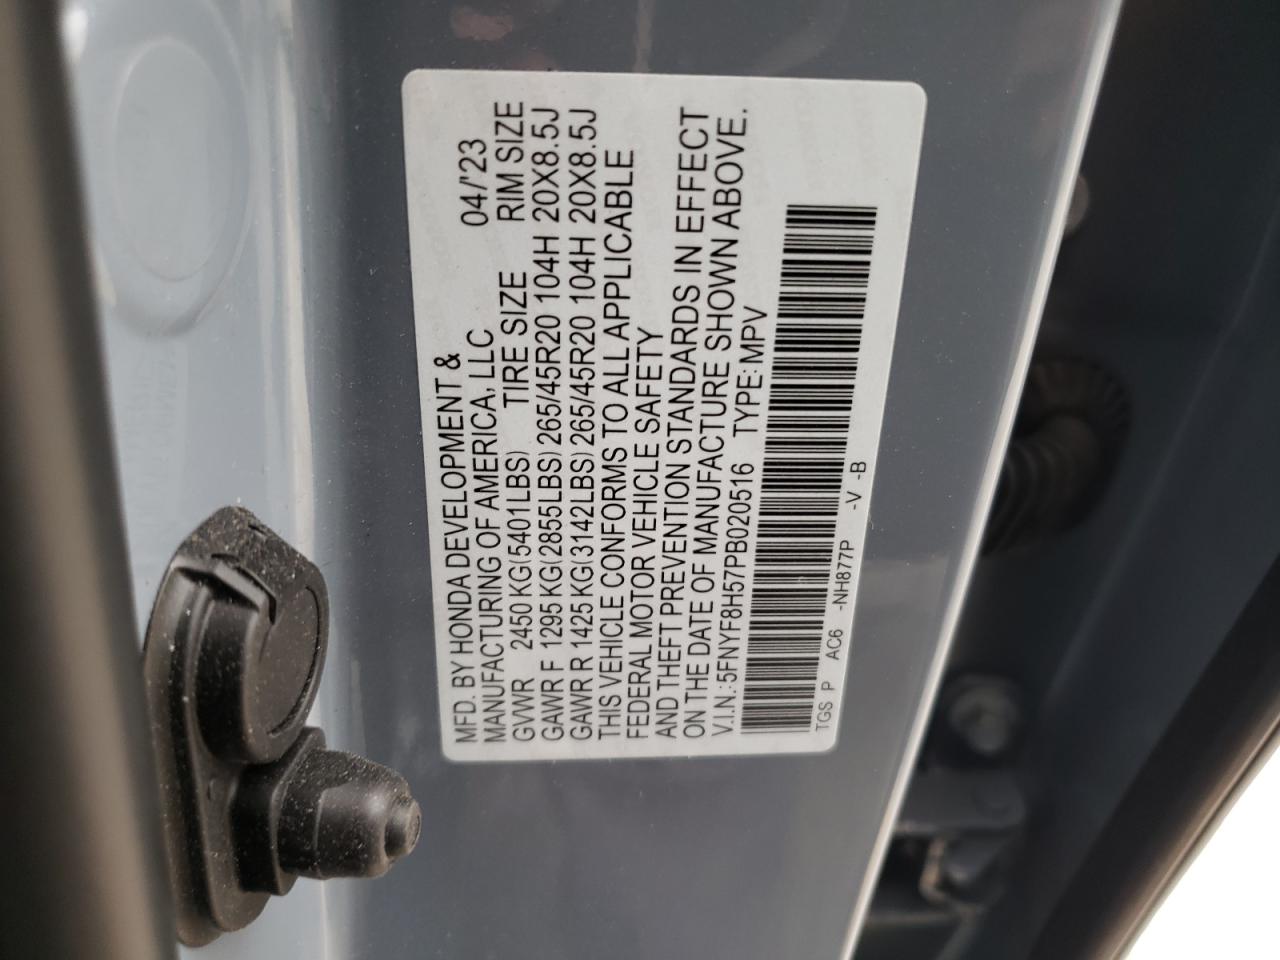 MFD. BY HONDA DEVELOPMENT &
MANUFACTURING OF AMERICA, LLC 04/'23
GVWR 2450 KG(5401LBS) TIRE SIZE RIM SIZE
GAWR F 1295 KG(2855LBS) 265/45R20 104H 20X8.5J
GAWR R 1425 KG(3142LBS) 265/45R20 104H 20X8.5J
THIS VEHICLE CONFORMS TO ALL APPLICABLE
FEDERAL MOTOR VEHICLE SAFETY
AND THEFT PREVENTION STANDARDS IN EFFECT
ON THE DATE OF MANUFACTURE SHOWN ABOVE.
V.I.N.: 5FNYF8H57PB020516 TYPE: MPV
TGS P AC6 -NH877P -V -B